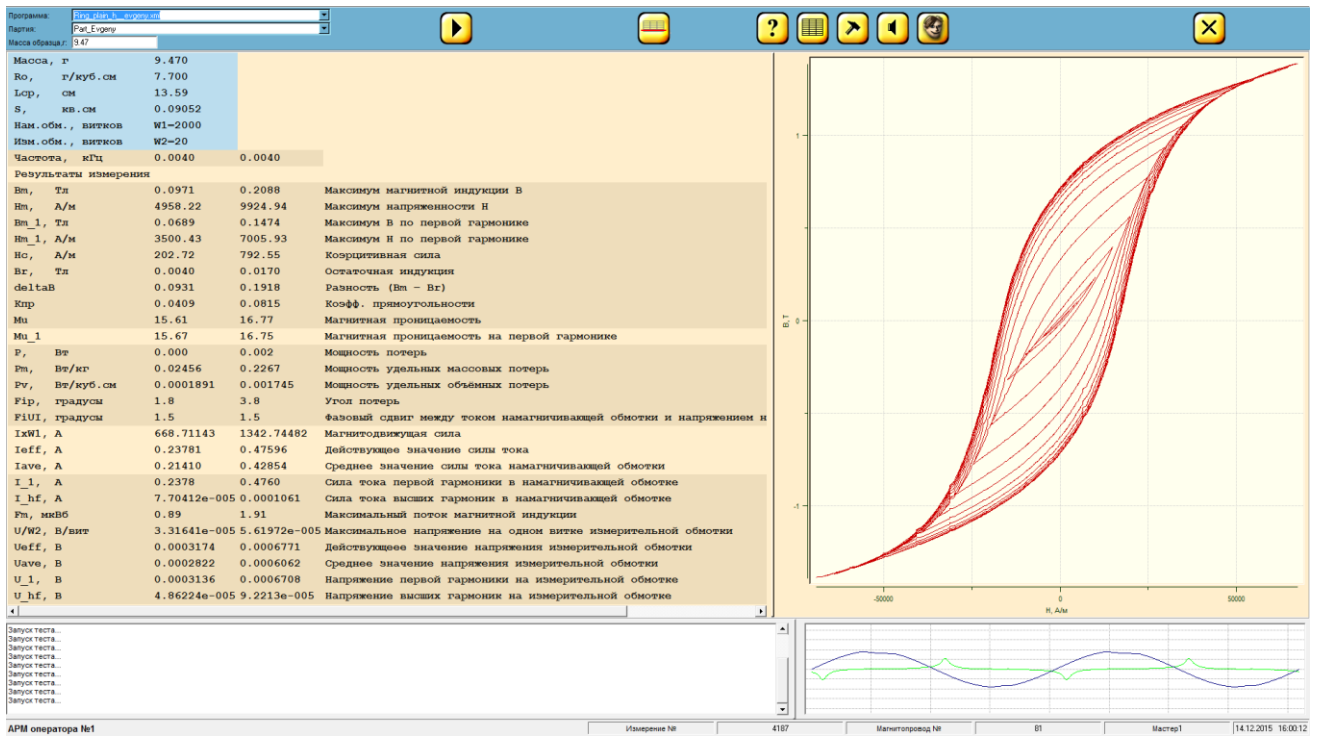 Программа: Ring_plain_h__evgeny.xml
Партия: Part_Evgeny
Масса образца,г: 9.47
?
Масса, г 9.470
Ro, г/куб.см 7.700
Lср, см 13.59
S, кв.см 0.09052
Нам.обм., витков W1=2000
Изм.обм., витков W2=20
Частота, кГц 0.0040 0.0040
Результаты измерения
Bm, Тл 0.0971 0.2088 Максимум магнитной индукции В
Hm, А/м 4958.22 9924.94 Максимум напряженности Н
Bm_1, Тл 0.0689 0.1474 Максимум В по первой гармонике
Hm_1, А/м 3500.43 7005.93 Максимум Н по первой гармонике
Hc, А/м 202.72 792.55 Коэрцитивная сила
Br, Тл 0.0040 0.0170 Остаточная индукция
deltaB 0.0931 0.1918 Разность (Bm - Br)
Кпр 0.0409 0.0815 Коэфф. прямоугольности
Mu 15.61 16.77 Магнитная проницаемость
Mu_1 15.67 16.75 Магнитная проницаемость на первой гармонике
P, Вт 0.000 0.002 Мощность потерь
Pm, Вт/кг 0.02456 0.2267 Мощность удельных массовых потерь
Pv, Вт/куб.см 0.0001891 0.001745 Мощность удельных объёмных потерь
Fip, градусы 1.8 3.8 Угол потерь
FiUI, градусы 1.5 1.5 Фазовый сдвиг между током намагничивающей обмотки и напряжением н
IxW1, А 668.71143 1342.74482 Магнитодвижущая сила
Ieff, А 0.23781 0.47596 Действующее значение силы тока
Iave, А 0.21410 0.42854 Среднее значение силы тока намагничивающей обмотки
I_1, А 0.2378 0.4760 Сила тока первой гармоники в намагничивающей обмотке
I_hf, А 7.70412e-005 0.0001061 Сила тока высших гармоник в намагничивающей обмотке
Fm, мкВб 0.89 1.91 Максимальный поток магнитной индукции
U/W2, В/вит 3.31641e-005 5.61972e-005 Максимальное напряжение на одном витке измерительной обмотки
Ueff, В 0.0003174 0.0006771 Действующеее значение напряжения измерительной обмотки
Uave, В 0.0002822 0.0006062 Среднее значение напряжения измерительной обмотки
U_1, В 0.0003136 0.0006708 Напряжение первой гармоники на измерительной обмотке
U_hf, В 4.86224e-005 9.2213e-005 Напряжение высших гармоник на измерительной обмотке
1
0
-1
B, T
-50000 0 50000
H, А/м
Запуск теста...
Запуск теста...
Запуск теста...
Запуск теста...
Запуск теста...
Запуск теста...
Запуск теста...
Запуск теста...
Запуск теста...
АРМ оператора №1 Измерение № 4187 Магнитопровод № 81 Мастер1 14.12.2015 16:00:12